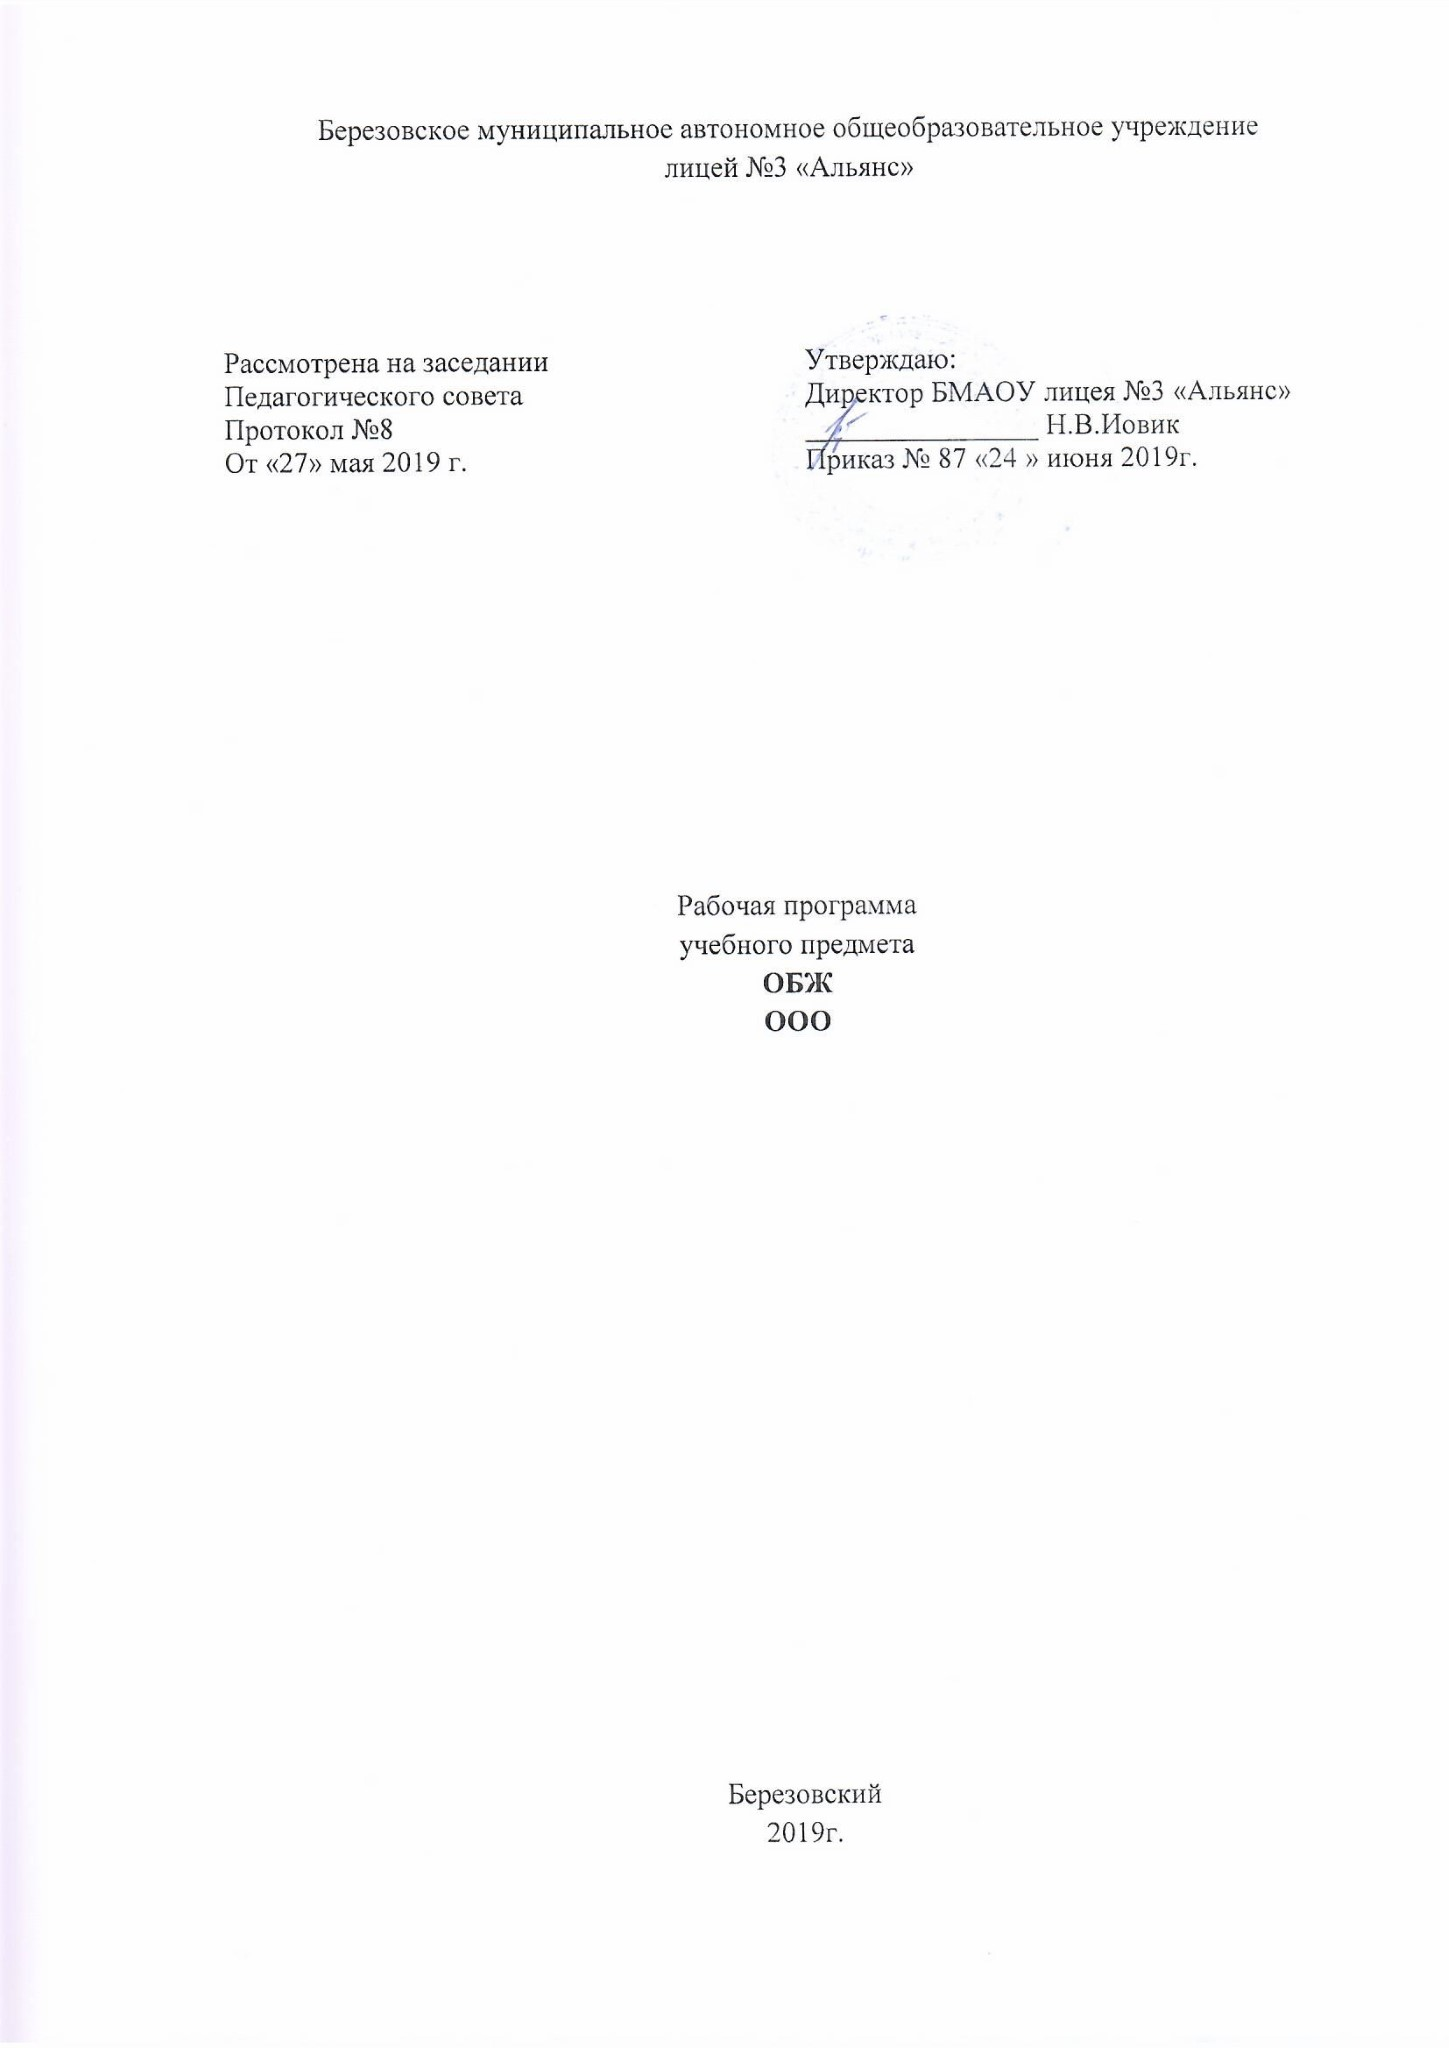 Березовское муниципальное автономное общеобразовательное учреждение
лицей №3 «Альянс»
Рассмотрена на заседании
Педагогического совета
Протокол №8
От «27» мая 2019 г.
Утверждаю:
Директор БМАОУ лицея №3 «Альянс»
_________________ Н.В.Иовик
Приказ № 87 «24 » июня 2019г.
Рабочая программа
учебного предмета
ОБЖ
ООО
Березовский
2019г.